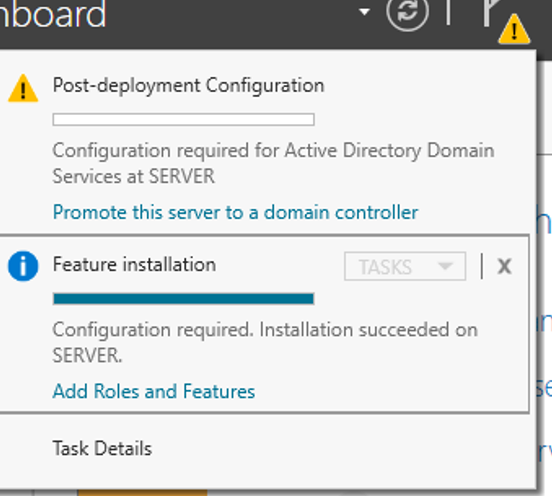 Post-deployment Configuration
Configuration required for Active Directory Domain
Services at SERVER
Promote this server to a domain controller
Feature installation
TASKS
X
Configuration required. Installation succeeded on
SERVER.
Add Roles and Features
Task Details